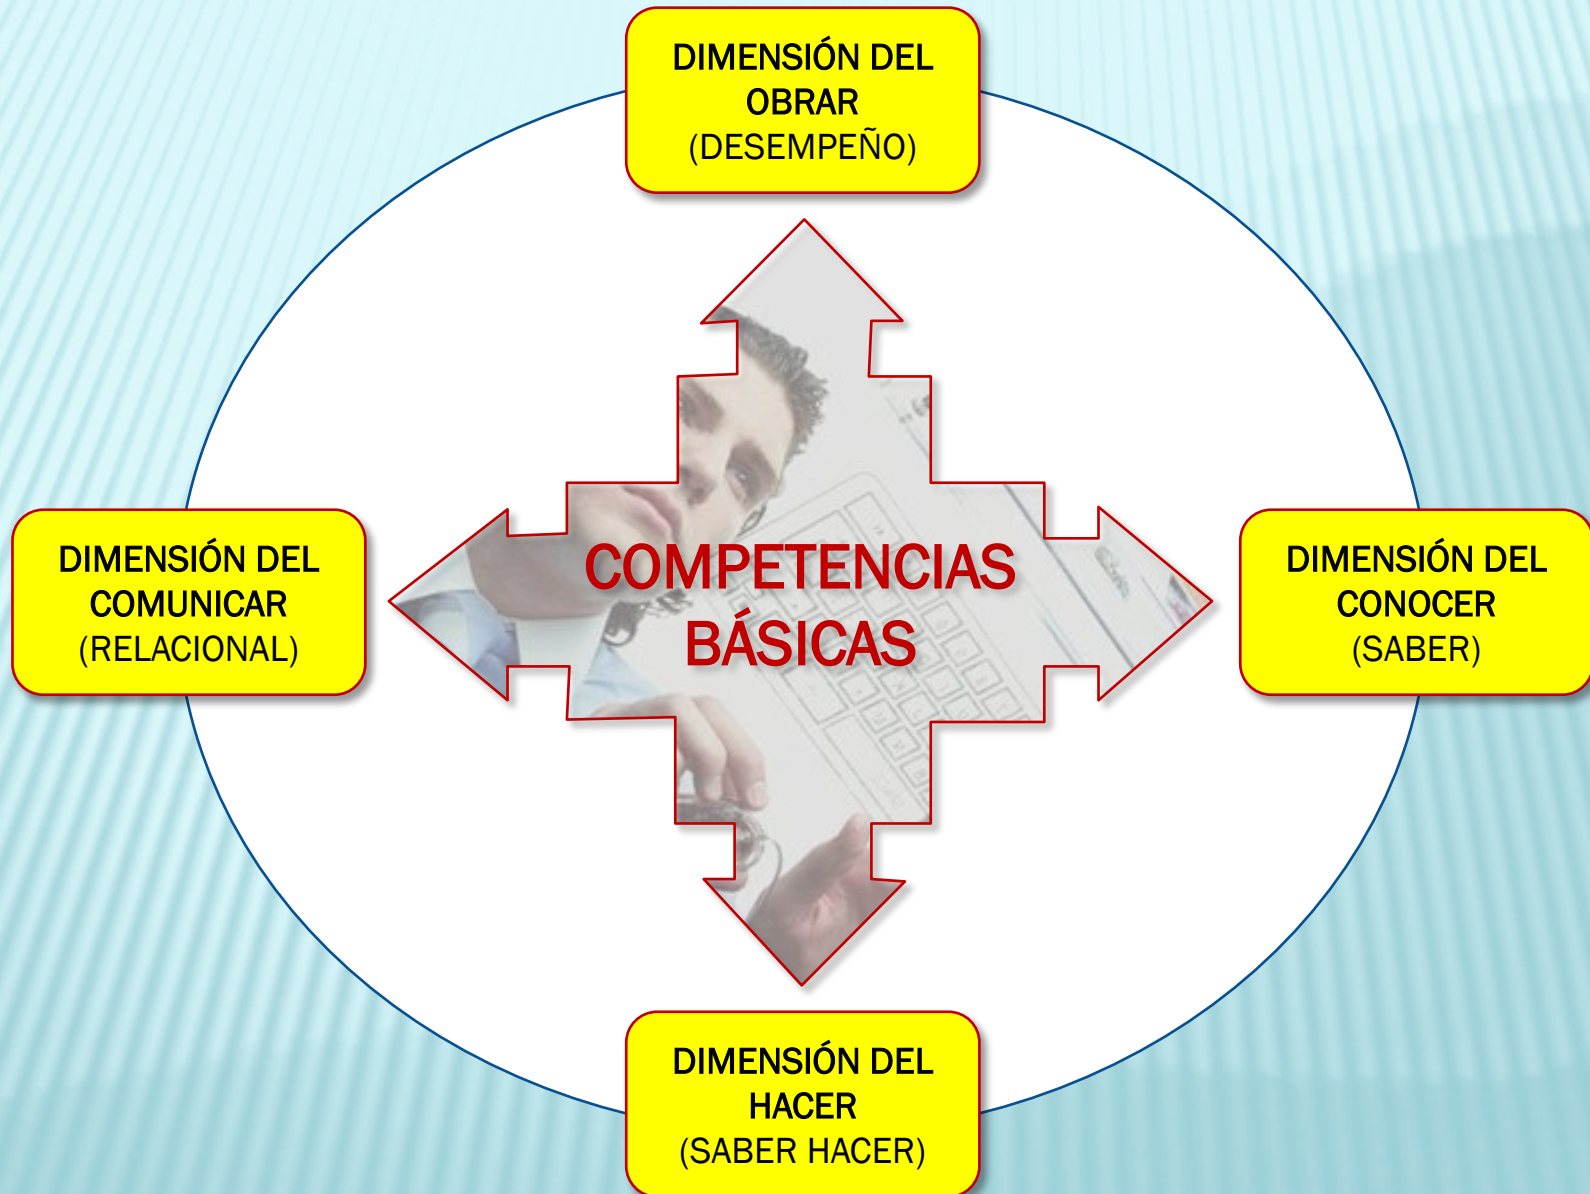 DIMENSIÓN DEL
OBRAR
(DESEMPEÑO)
DIMENSIÓN DEL
COMUNICAR
(RELACIONAL)
COMPETENCIAS
BÁSICAS
DIMENSIÓN DEL
CONOCER
(SABER)
DIMENSIÓN DEL
HACER
(SABER HACER)